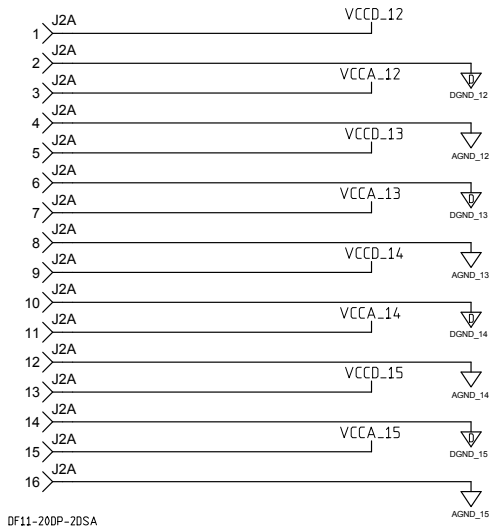 J2A VCCD_12
1
J2A
2
J2A VCCA_12
3 DGND_12
J2A
4
J2A VCCD_13
5 AGND_12
J2A
6
J2A VCCA_13
7 DGND_13
J2A
8
J2A VCCD_14
9 AGND_13
J2A
10
J2A VCCA_14
11 DGND_14
J2A
12
J2A VCCD_15
13 AGND_14
J2A
14
J2A VCCA_15
15 DGND_15
J2A
16
AGND_15
DF11-20DP-2DSA